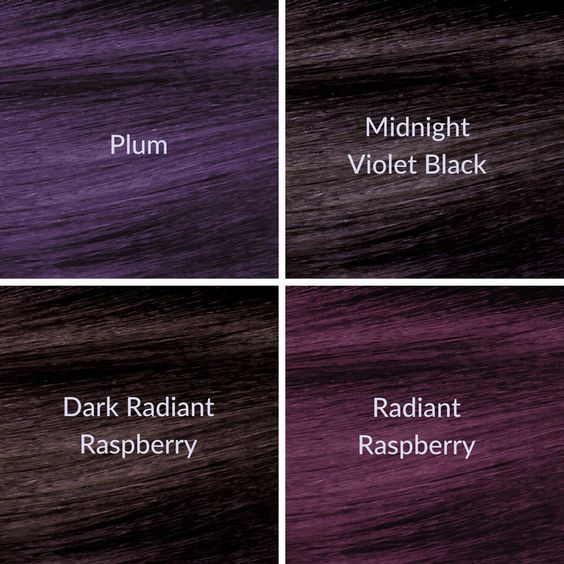 Plum
Midnight
Violet Black
Dark Radiant
Raspberry
Radiant
Raspberry